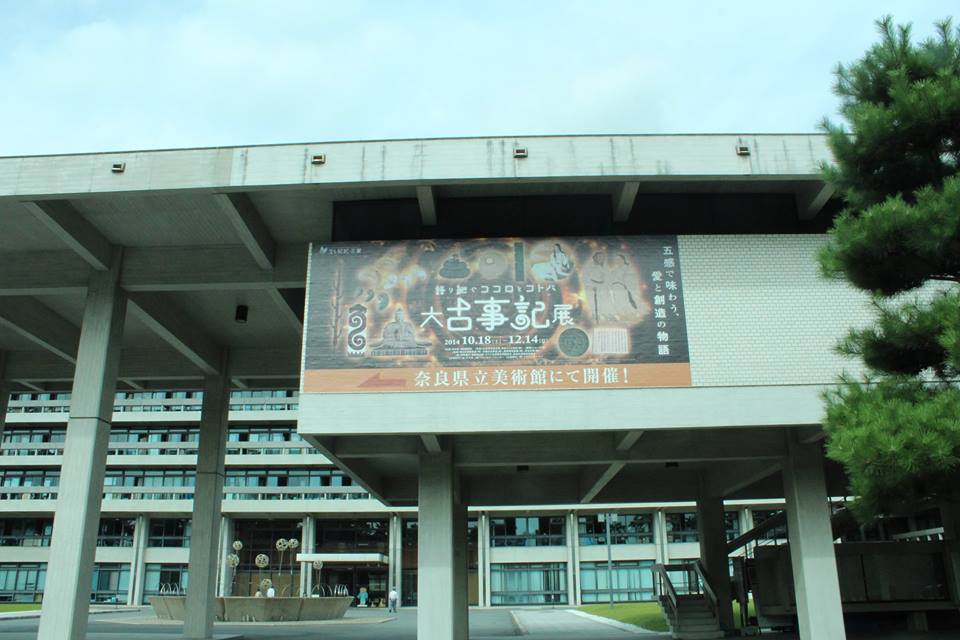 語り継ぐココロとコトバ
大古事記展
2014 10.18(土)-12.14(日)
五感で味わう、
愛と創造の物語
奈良県立美術館にて開催!